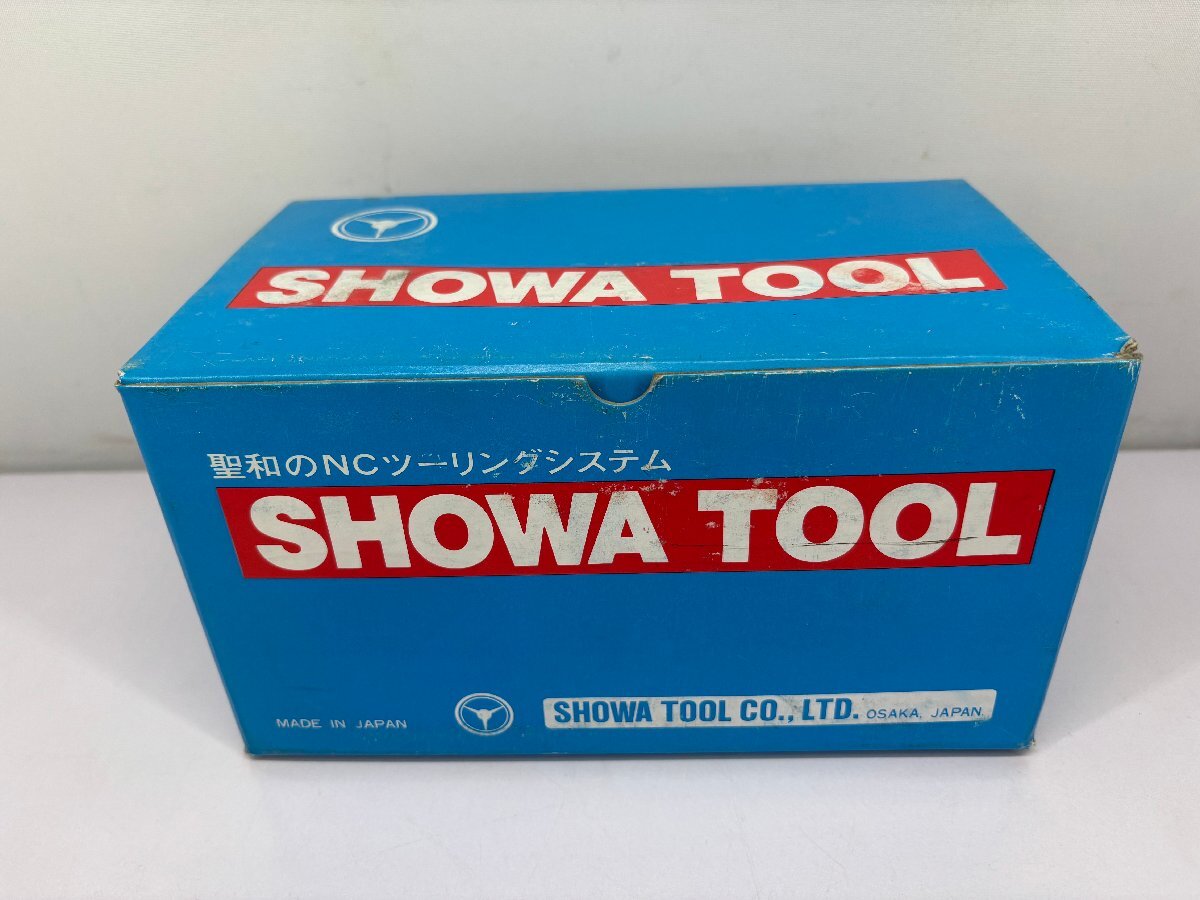 SHOWA TOOL
聖和のNCツーリングシステム
SHOWA TOOL
MADE IN JAPAN
SHOWA TOOL CO., LTD. OSAKA, JAPAN